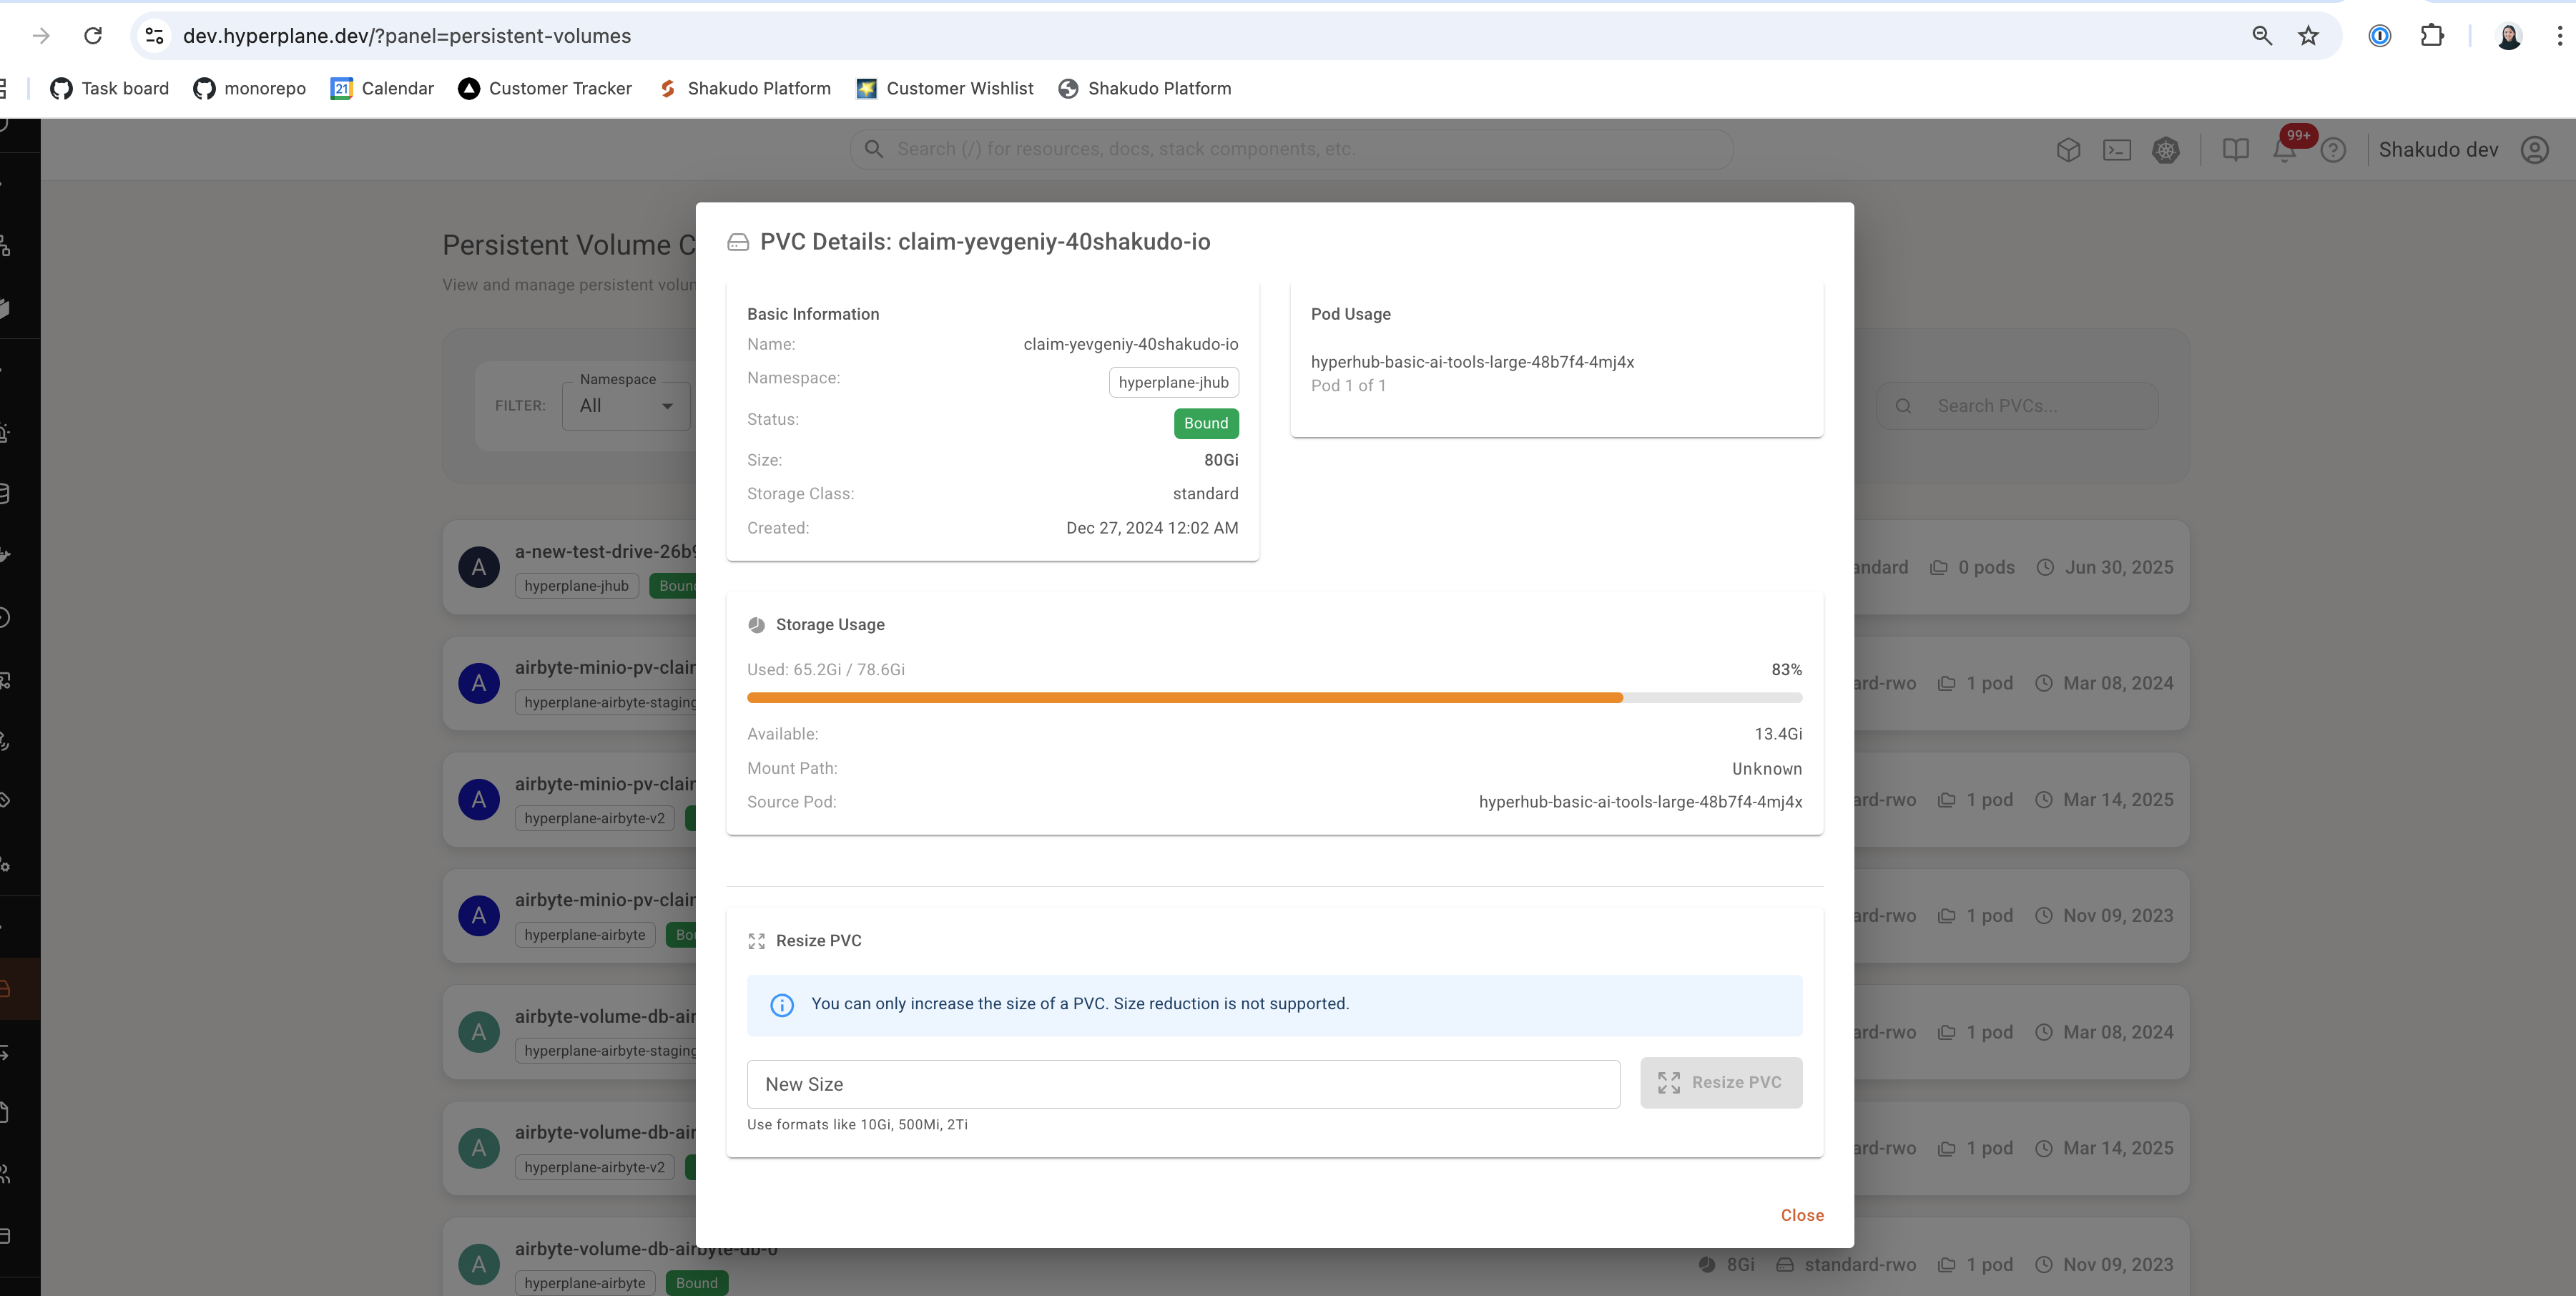 dev.hyperplane.dev/?panel=persistent-volumes
Task board
monorepo
21
Calendar
Customer Tracker
Shakudo Platform
Customer Wishlist
Shakudo Platform
Search (/) for resources, docs, stack components, etc.
99+
Shakudo dev
Persistent Volume C
View and manage persistent volu
FILTER:
Namespace
All
Search PVCs...
PVC Details: claim-yevgeniy-40shakudo-io
Basic Information
Name: claim-yevgeniy-40shakudo-io
Namespace: hyperplane-jhub
Status: Bound
Size: 80Gi
Storage Class: standard
Created: Dec 27, 2024 12:02 AM
Pod Usage
hyperhub-basic-ai-tools-large-48b7f4-4mj4x
Pod 1 of 1
Storage Usage
Used: 65.2Gi / 78.6Gi 83%
Available: 13.4Gi
Mount Path: Unknown
Source Pod: hyperhub-basic-ai-tools-large-48b7f4-4mj4x
Resize PVC
You can only increase the size of a PVC. Size reduction is not supported.
New Size
Resize PVC
Use formats like 10Gi, 500Mi, 2Ti
Close
A
a-new-test-drive-26b9
hyperplane-jhub Boun
andard 0 pods Jun 30, 2025
A
airbyte-minio-pv-clair
hyperplane-airbyte-staging
ard-rwo 1 pod Mar 08, 2024
A
airbyte-minio-pv-clair
hyperplane-airbyte-v2
ard-rwo 1 pod Mar 14, 2025
A
airbyte-minio-pv-clair
hyperplane-airbyte Bo
ard-rwo 1 pod Nov 09, 2023
A
airbyte-volume-db-air
hyperplane-airbyte-staging
ard-rwo 1 pod Mar 08, 2024
A
airbyte-volume-db-air
hyperplane-airbyte-v2
ard-rwo 1 pod Mar 14, 2025
A
airbyte-volume-db-airbyte-db-0
hyperplane-airbyte Bound
8Gi standard-rwo 1 pod Nov 09, 2023